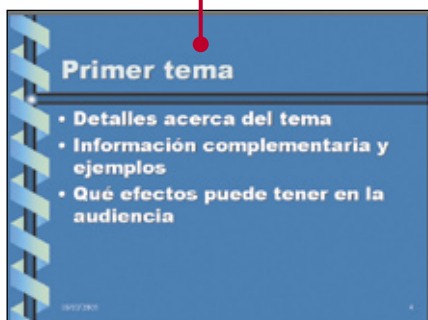 Primer tema
• Detalles acerca del tema
• Información complementaria y
ejemplos
• Qué efectos puede tener en la
audiencia